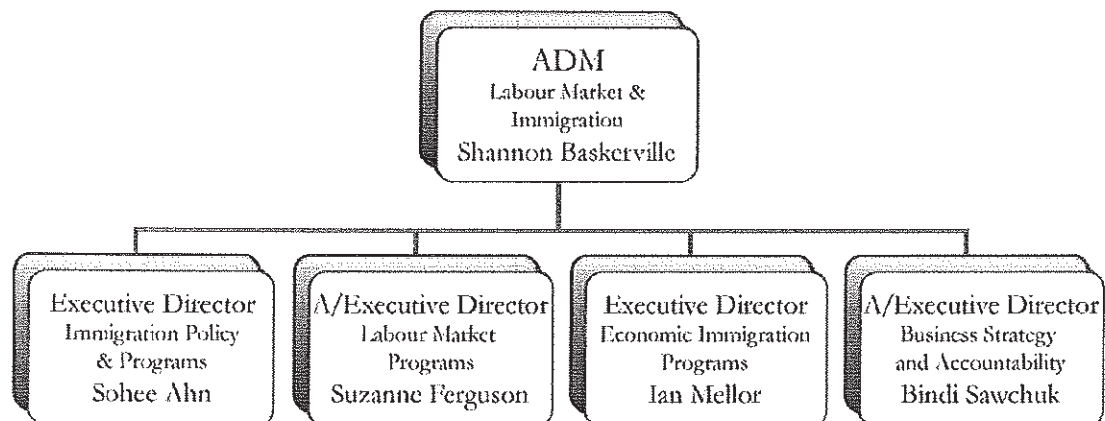 ADM
Labour Market &
Immigration
Shannon Baskerville
Executive Director
Immigration Policy
& Programs
Sohee Ahn
A/Executive Director
Labour Market
Programs
Suzanne Ferguson
Executive Director
Economic Immigration
Programs
Ian Mellor
A/Executive Director
Business Strategy
and Accountability
Bindi Sawchuk